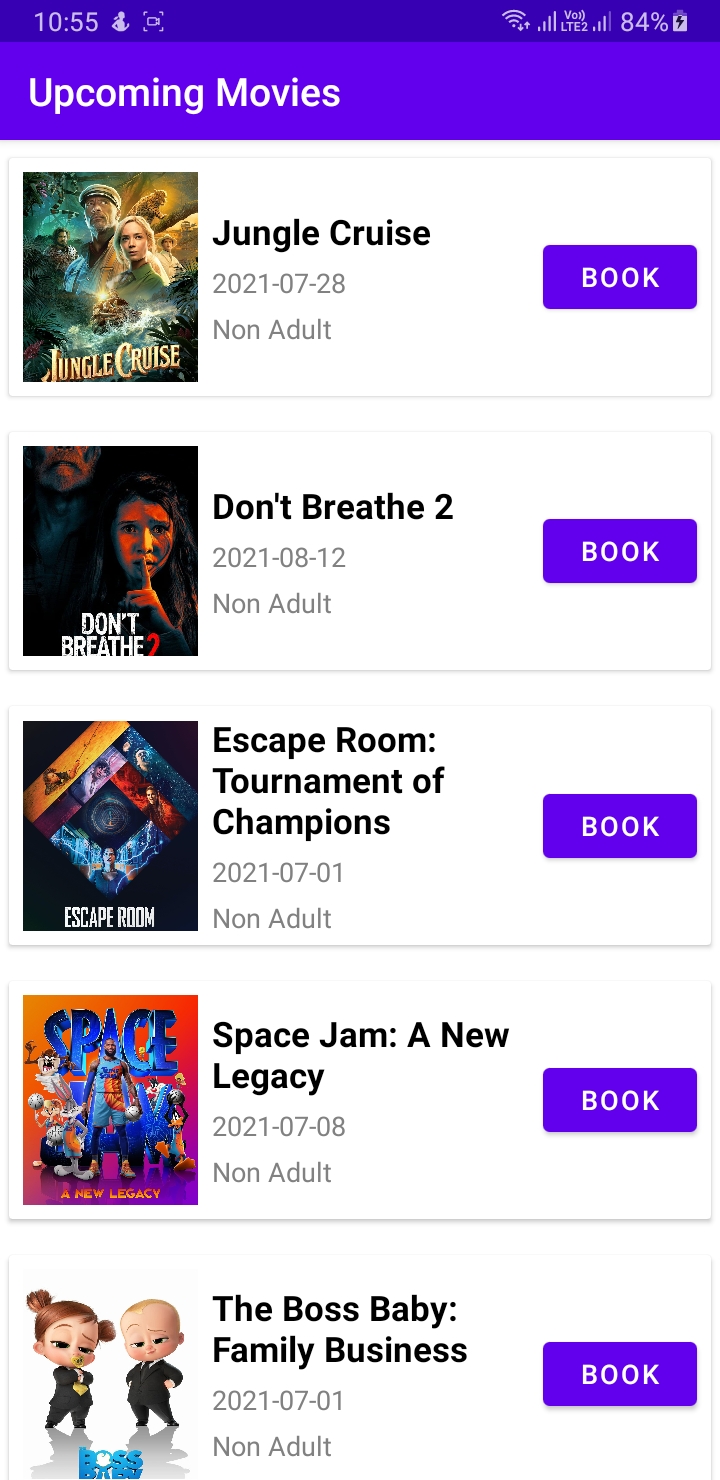 10:55
Vo)) LTE2 84%
Upcoming Movies
JUNGLE CRUISE
Jungle Cruise
2021-07-28
Non Adult
BOOK
DON'T
BREATHE 2
Don't Breathe 2
2021-08-12
Non Adult
BOOK
ESCAPE ROOM
Escape Room:
Tournament of
Champions
2021-07-01
Non Adult
BOOK
SPACE
JAM
A NEW LEGACY
Space Jam: A New
Legacy
2021-07-08
Non Adult
BOOK
BOSS
BABY
The Boss Baby:
Family Business
2021-07-01
Non Adult
BOOK